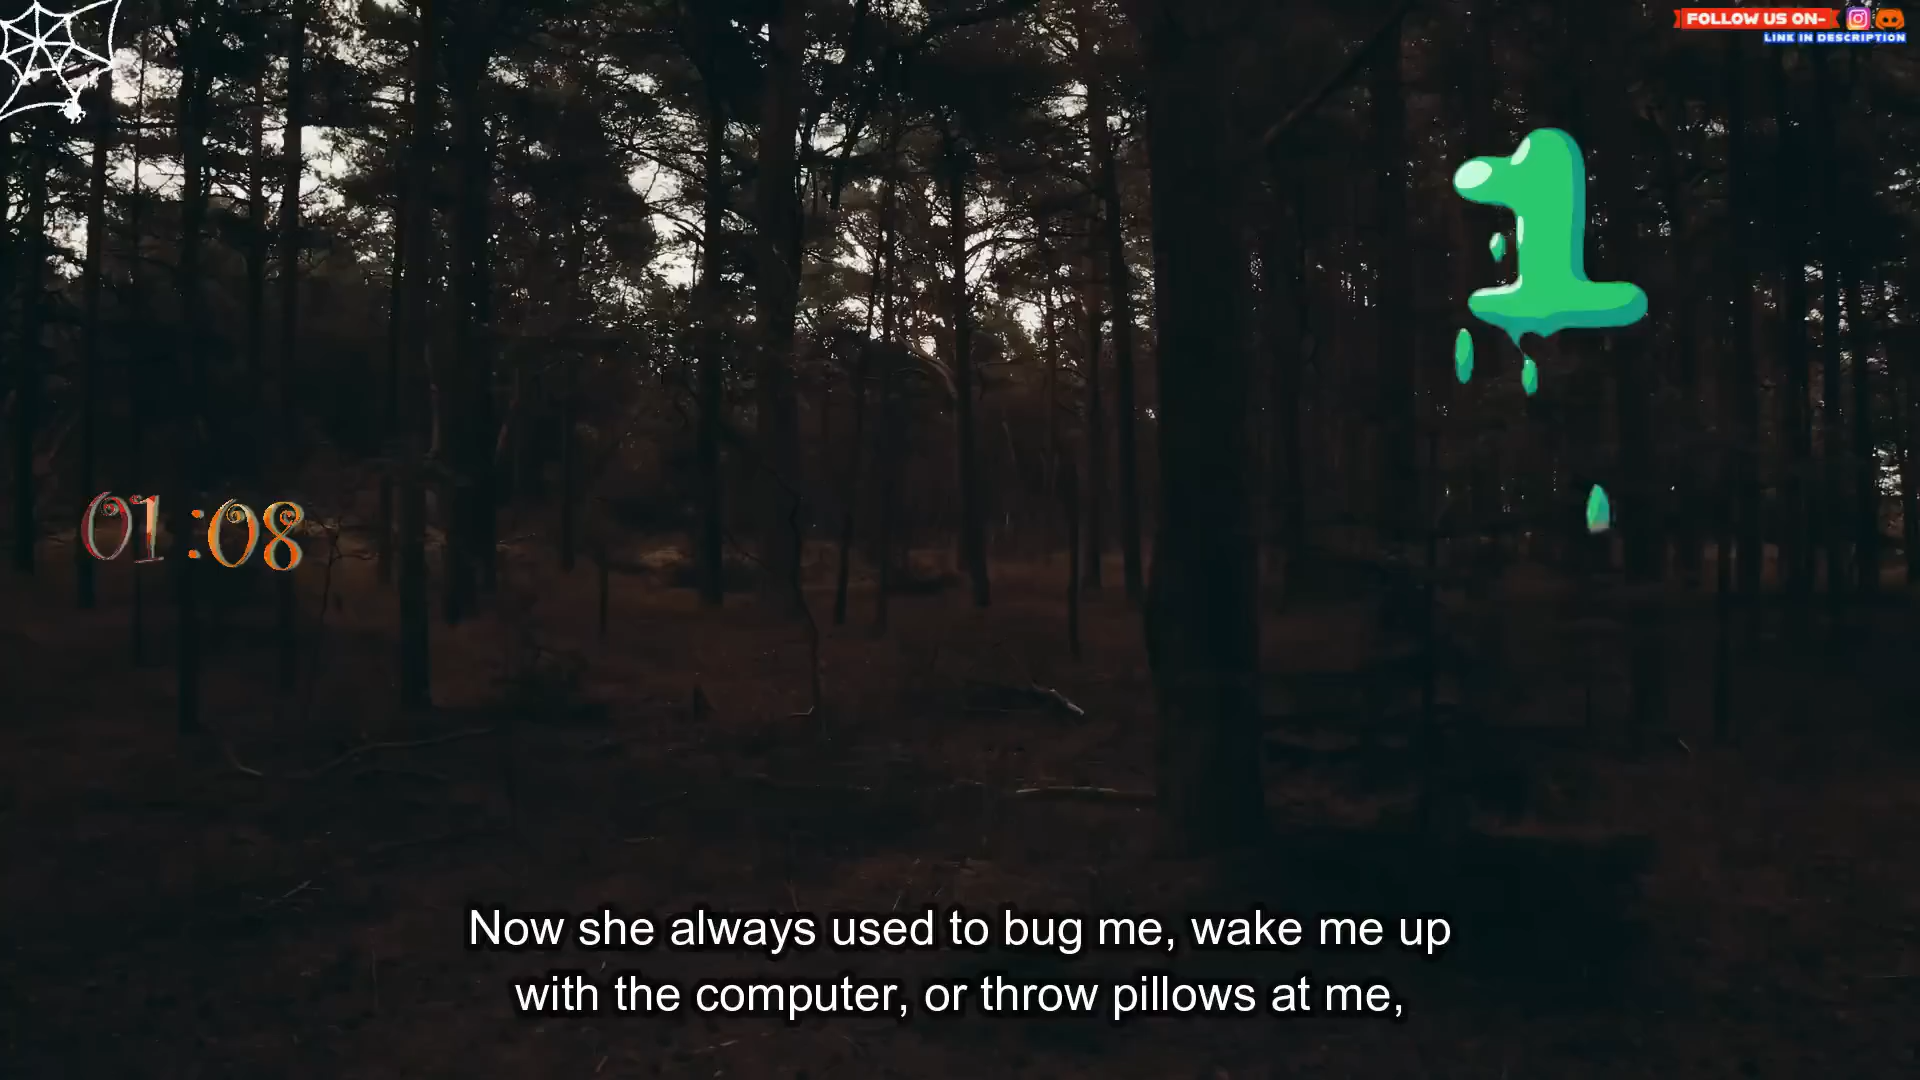 FOLLOW US ON-
LINK IN DESCRIPTION
1
01:08
Now she always used to bug me, wake me up
with the computer, or throw pillows at me,